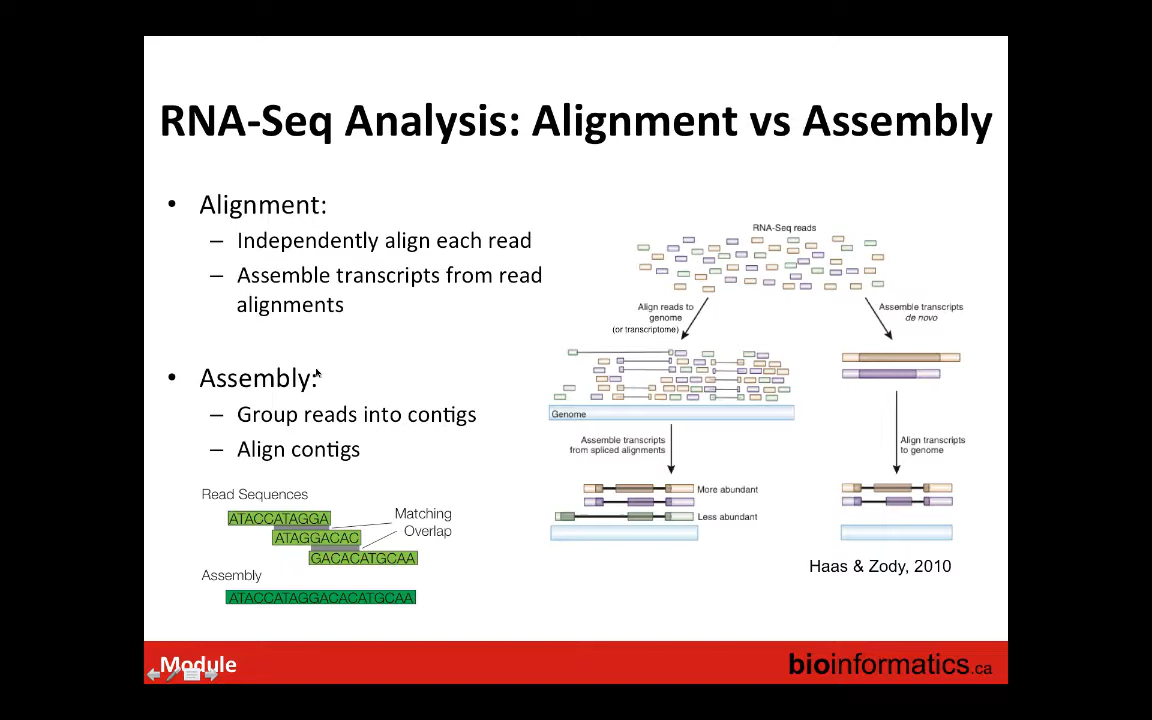 RNA-Seq Analysis: Alignment vs Assembly
• Alignment:
– Independently align each read
– Assemble transcripts from read
alignments
• Assembly:
– Group reads into contigs
– Align contigs
Read Sequences
ATACCATAGGA
ATAGGACAC
GACACATGCAA
Matching
Overlap
Assembly
ATACCATAGGACACATGCAA
RNA-Seq reads
Align reads to
genome
(or transcriptome)
Assemble transcripts
de novo
Genome
Assemble transcripts
from spliced alignments
Align transcripts
to genome
More abundant
Less abundant
Haas & Zody, 2010
Module
bioinformatics.ca